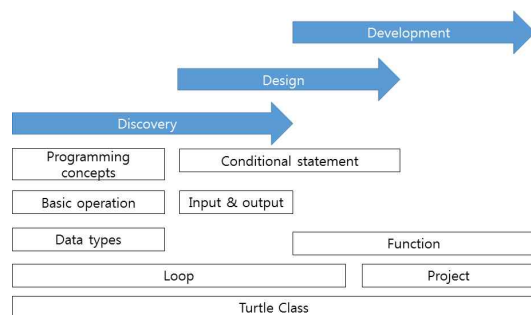 Development
Design
Discovery
Programming
concepts
Conditional statement
Basic operation
Input & output
Data types
Function
Loop
Project
Turtle Class